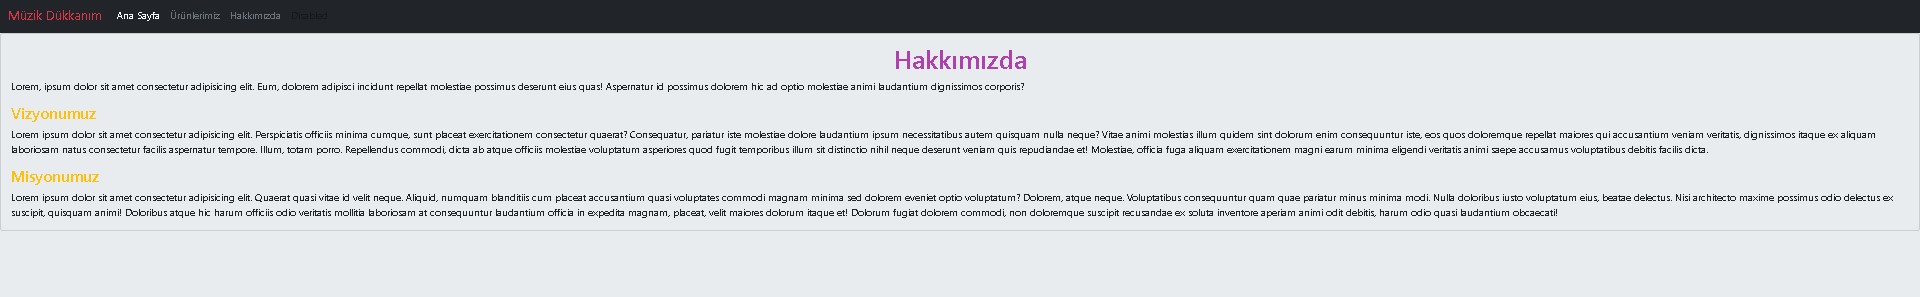 Müzik Dükkanım Ana Sayfa Ürünlerimiz Hakkımızda Disabled
Hakkımızda
Lorem, ipsum dolor sit amet consectetur adipisicing elit. Eum, dolorem adipisci incidunt repellat molestiae possimus deserunt eius quas! Aspernatur id possimus dolorem hic ad optio molestiae animi laudantium dignissimos corporis?
Vizyonumuz
Lorem ipsum dolor sit amet consectetur adipisicing elit. Perspiciatis officiis minima cumque, sunt placeat exercitationem consectetur quaerat? Consequatur, pariatur iste molestiae dolore laudantium ipsum necessitatibus autem quisquam nulla neque? Vitae animi molestias illum quidem sint dolorum enim consequuntur iste, eos quos doloremque repellat maiores qui accusantium veniam veritatis, dignissimos itaque ex aliquam
laboriosam natus consectetur facilis aspernatur tempore. Illum, totam porro. Repellendus commodi, dicta ab atque officiis molestiae voluptatum asperiores quod fugit temporibus illum sit distinctio nihil neque deserunt veniam quis repudiandae et! Molestiae, officia fuga aliquam exercitationem magni earum minima eligendi veritatis animi saepe accusamus voluptatibus debitis facilis dicta.
Misyonumuz
Lorem ipsum dolor sit amet consectetur adipisicing elit. Quaerat quasi vitae id velit neque. Aliquid, numquam blanditiis cum placeat accusantium quasi voluptates commodi magnam minima sed dolorem eveniet optio voluptatum? Dolorem, atque neque. Voluptatibus consequuntur quam quae pariatur minus minima modi. Nulla doloribus iusto voluptatum eius, beatae delectus. Nisi architecto maxime possimus odio delectus ex
suscipit, quisquam animi! Doloribus atque hic harum officiis odio veritatis mollitia laboriosam at consequuntur laudantium officia in expedita magnam, placeat, velit maiores dolorum itaque et! Dolorum fugiat dolorem commodi, non doloremque suscipit recusandae ex soluta inventore aperiam animi odit debitis, harum odio quasi laudantium obcaecati!